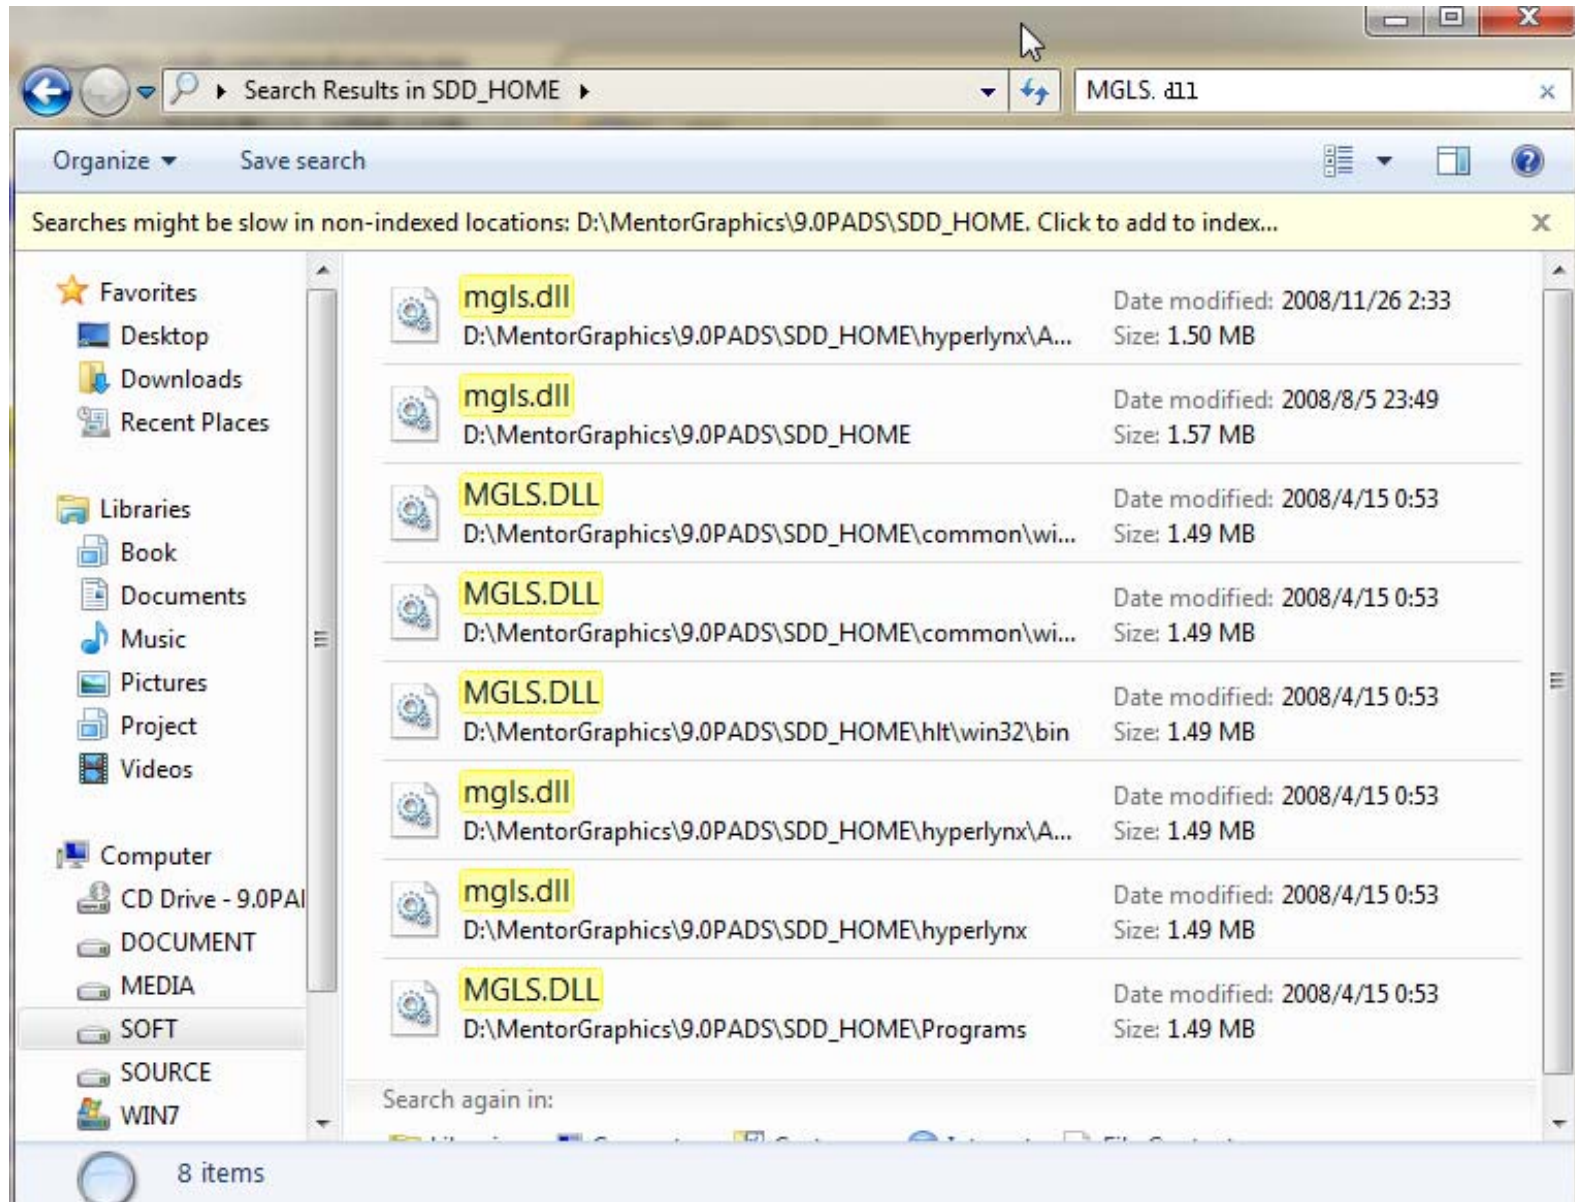 Search Results in SDD_HOME
MGLS. dll
Organize
Save search
Searches might be slow in non-indexed locations: D:\MentorGraphics\9.0PADS\SDD_HOME. Click to add to index...
Favorites
Desktop
Downloads
Recent Places
Libraries
Book
Documents
Music
Pictures
Project
Videos
Computer
CD Drive - 9.0PAI
DOCUMENT
MEDIA
SOFT
SOURCE
WIN7
mgls.dll
Date modified: 2008/11/26 2:33
D:\MentorGraphics\9.0PADS\SDD_HOME\hyperlynx\A...
Size: 1.50 MB
mgls.dll
Date modified: 2008/8/5 23:49
D:\MentorGraphics\9.0PADS\SDD_HOME
Size: 1.57 MB
MGLS.DLL
Date modified: 2008/4/15 0:53
D:\MentorGraphics\9.0PADS\SDD_HOME\common\wi...
Size: 1.49 MB
MGLS.DLL
Date modified: 2008/4/15 0:53
D:\MentorGraphics\9.0PADS\SDD_HOME\common\wi...
Size: 1.49 MB
MGLS.DLL
Date modified: 2008/4/15 0:53
D:\MentorGraphics\9.0PADS\SDD_HOME\hlt\win32\bin
Size: 1.49 MB
mgls.dll
Date modified: 2008/4/15 0:53
D:\MentorGraphics\9.0PADS\SDD_HOME\hyperlynx\A...
Size: 1.49 MB
mgls.dll
Date modified: 2008/4/15 0:53
D:\MentorGraphics\9.0PADS\SDD_HOME\hyperlynx
Size: 1.49 MB
MGLS.DLL
Date modified: 2008/4/15 0:53
D:\MentorGraphics\9.0PADS\SDD_HOME\Programs
Size: 1.49 MB
Search again in:
8 items